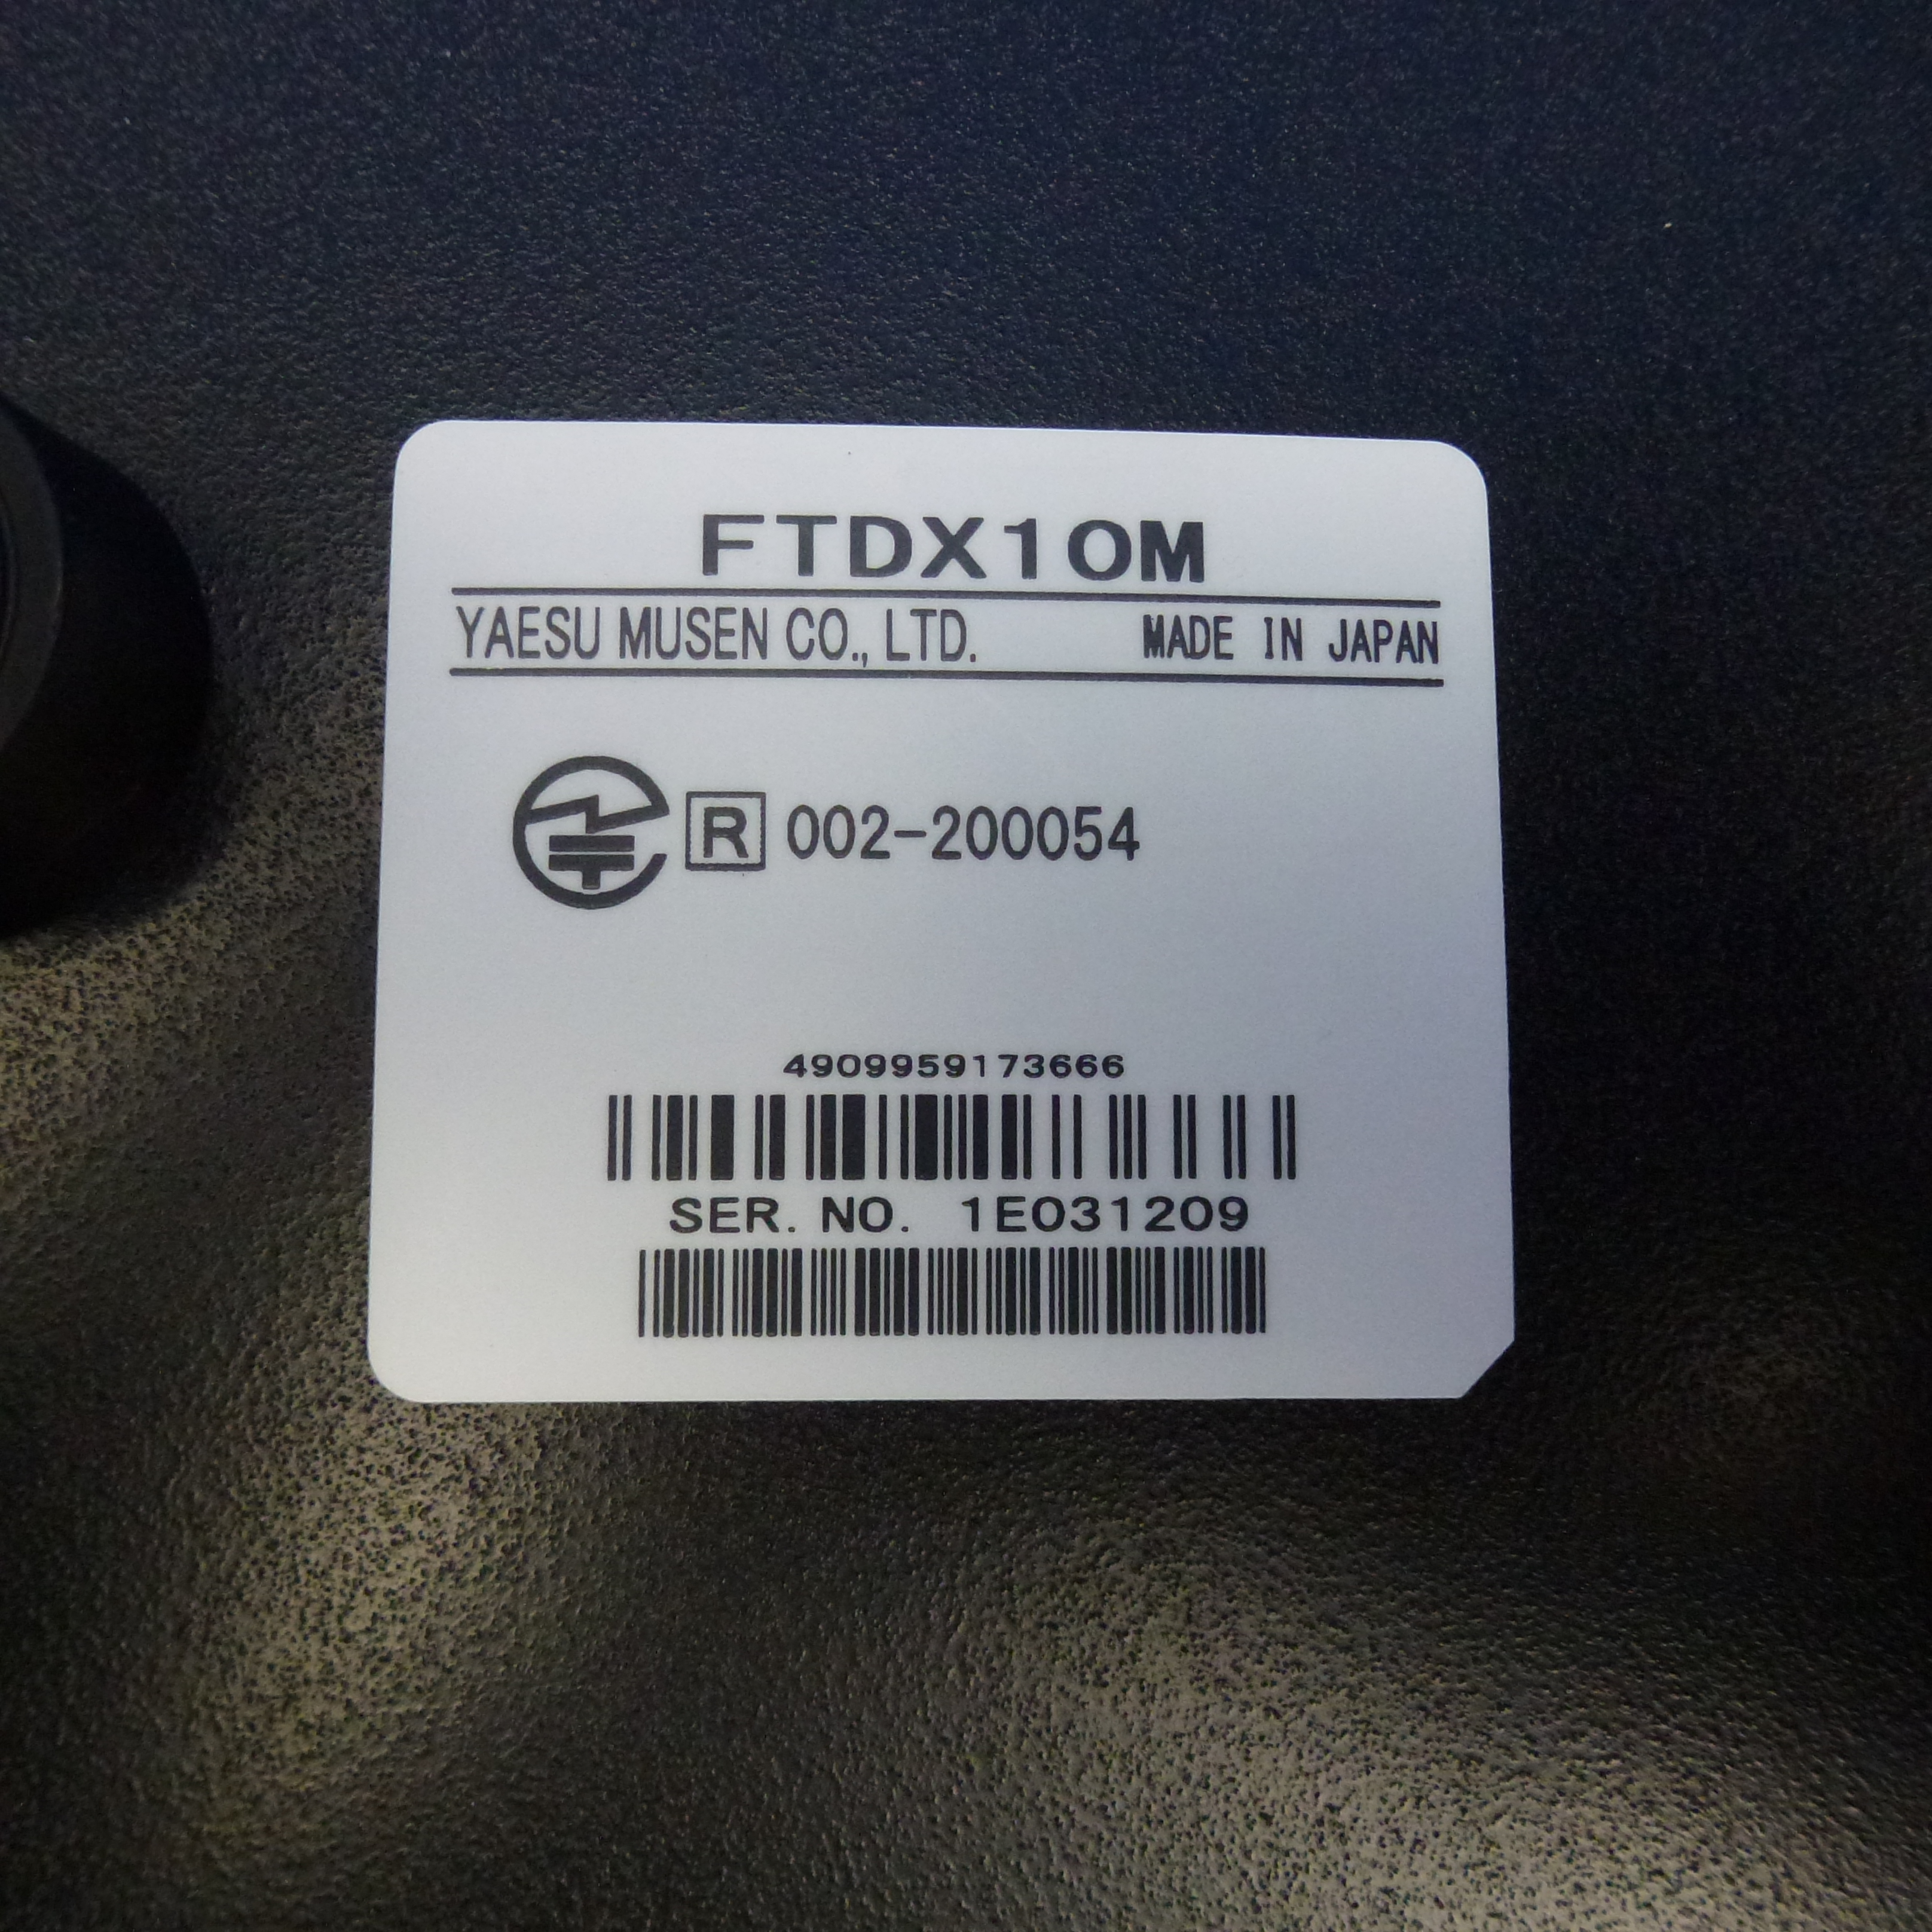 FTDX10M
YAESU MUSEN CO., LTD. MADE IN JAPAN
R 002-200054
4909959173666
SER. NO. 1E031209